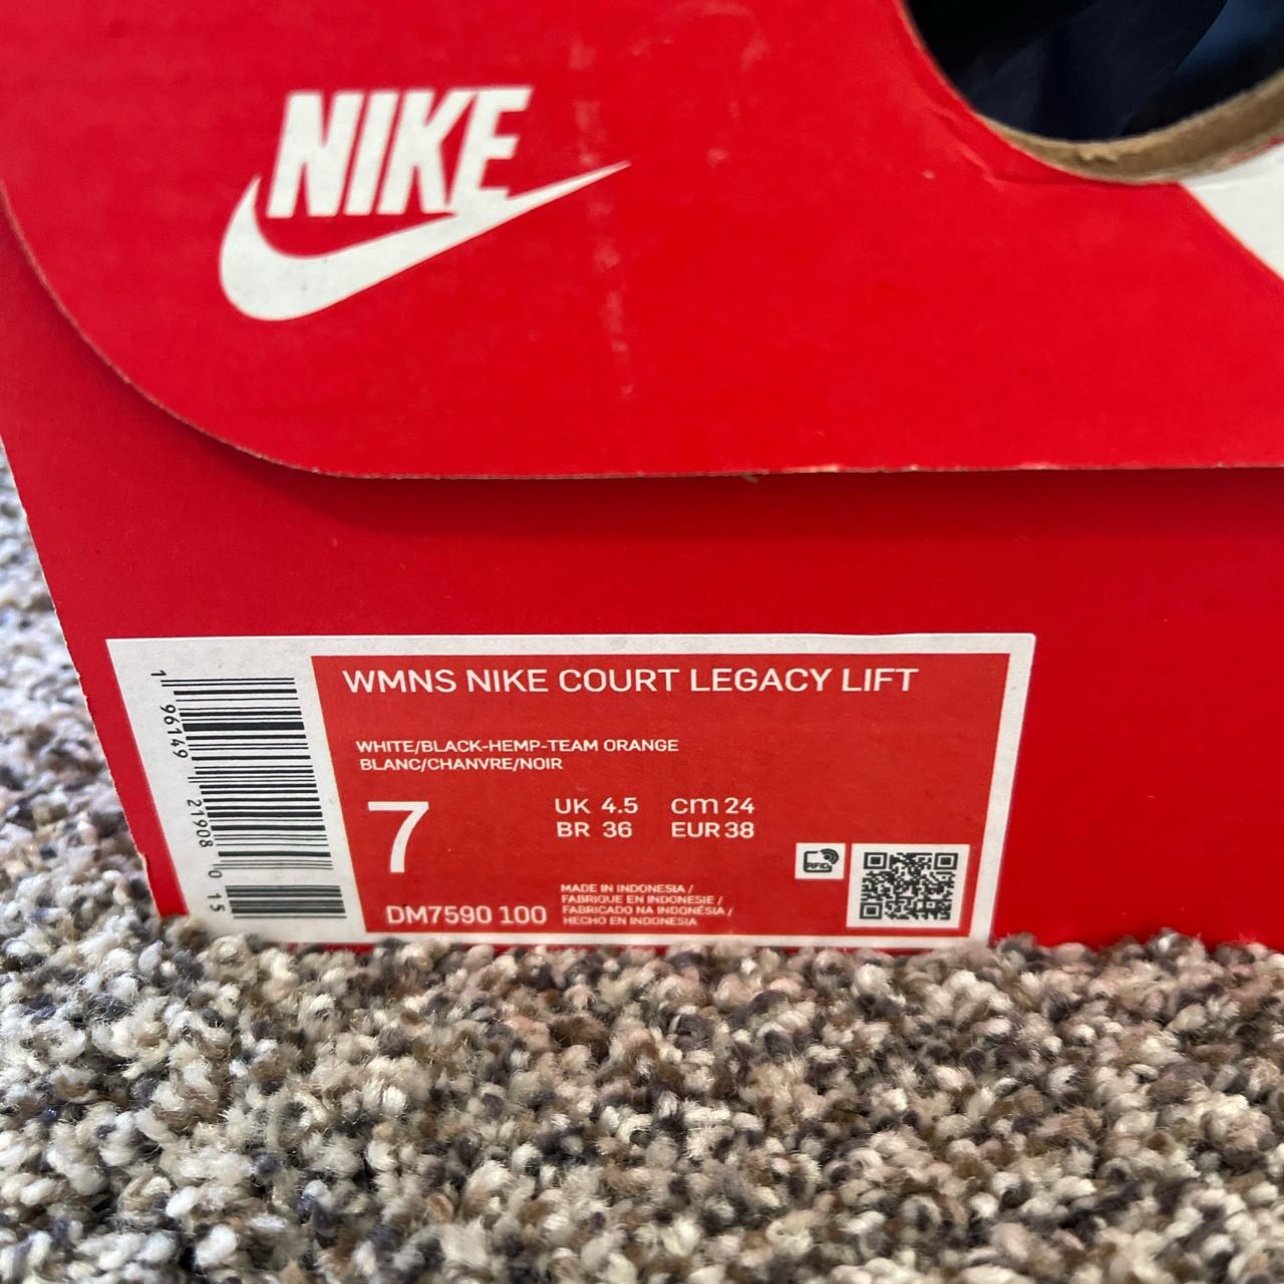 NIKE
WMNS NIKE COURT LEGACY LIFT
WHITE/BLACK-HEMP-TEAM ORANGE
BLANC/CHANVRE/NOIR
7
UK 4.5 cm 24
BR 36 EUR 38
RFID
DM7590 100
MADE IN INDONESIA /
FABRIQUE EN INDONESIE /
FABRICADO NA INDONÉSIA /
HECHO EN INDONESIA
1 96149 21908 0 15